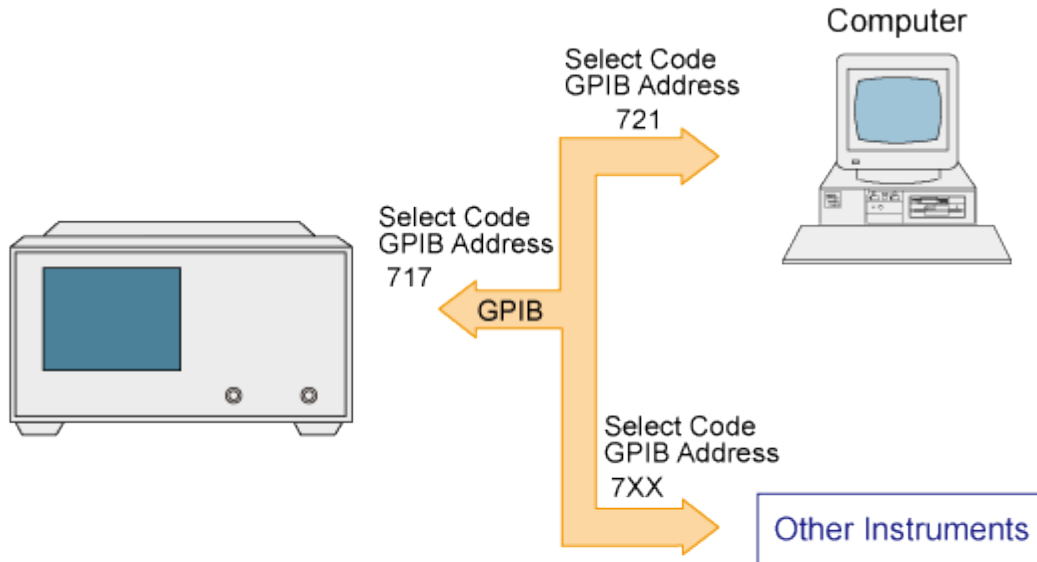 Computer
Select Code
GPIB Address
721
Select Code
GPIB Address
717
GPIB
Select Code
GPIB Address
7XX
Other Instruments